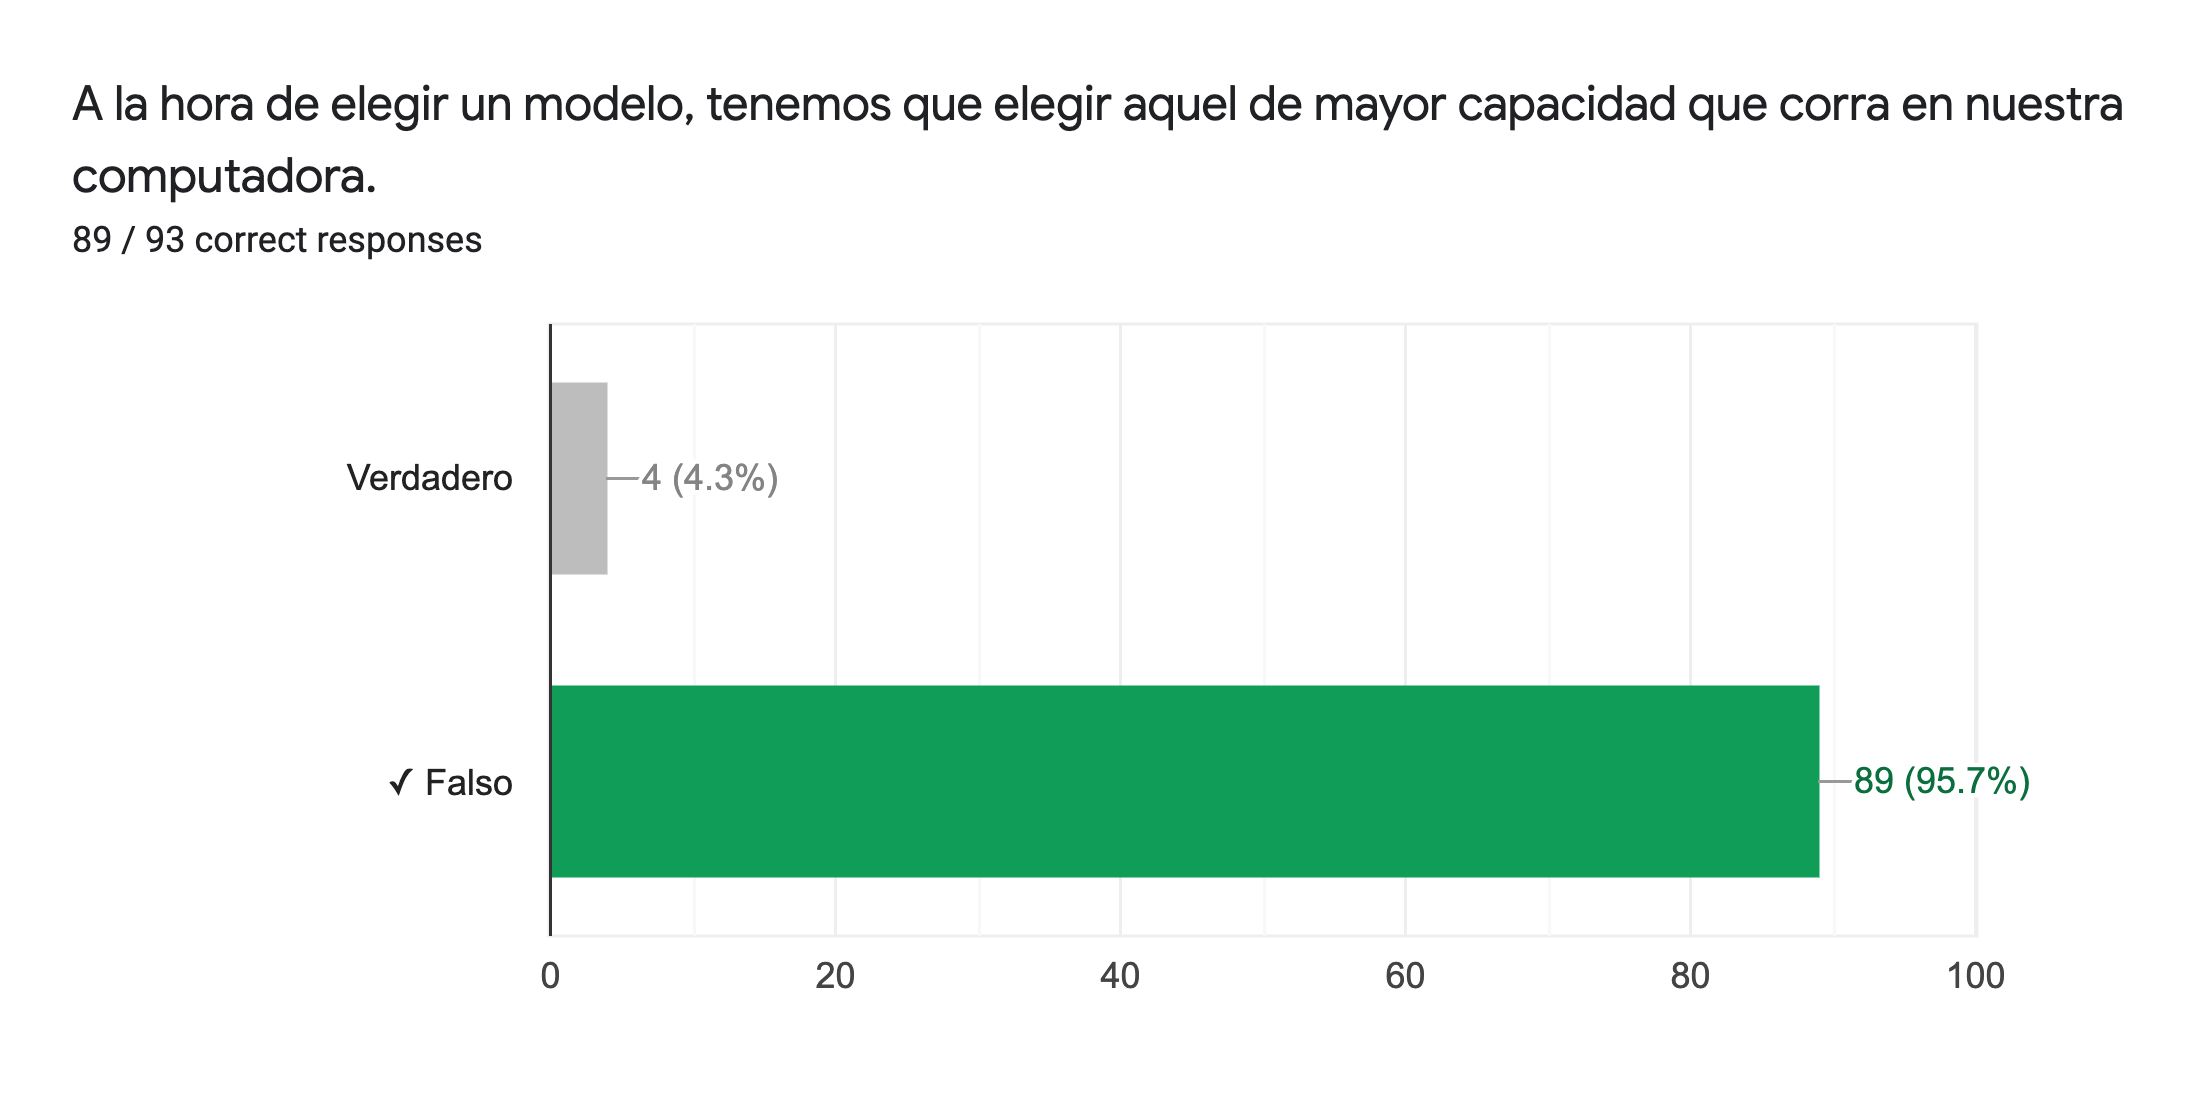 A la hora de elegir un modelo, tenemos que elegir aquel de mayor capacidad que corra en nuestra
computadora.
89 / 93 correct responses
Verdadero
4 (4.3%)
✓ Falso
89 (95.7%)
0 20 40 60 80 100